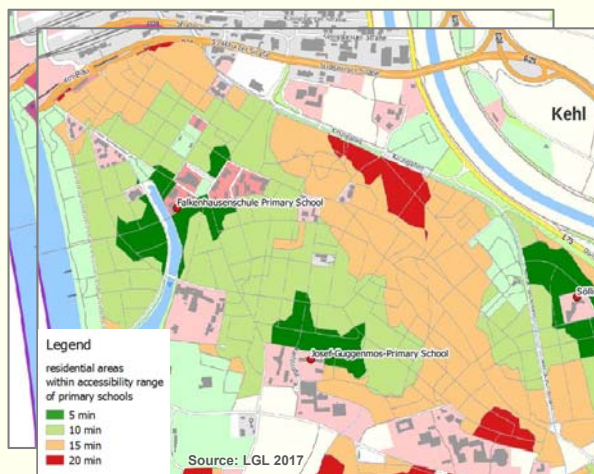 Kehl
Falkenhausenschule Primary School
Josef-Guggenmos-Primary School
Sölli
Legend
residential areas
within accessibility range
of primary schools
5 min
10 min
15 min
20 min
Source: LGL 2017